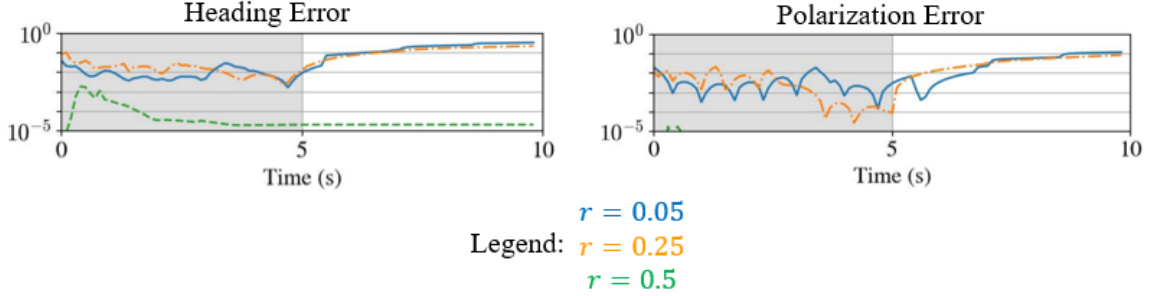 Heading Error
Polarization Error
10^0
10^-5
0
5
10
Time (s)
10^0
10^-5
0
5
10
Time (s)
r = 0.05
Legend: r = 0.25
r = 0.5